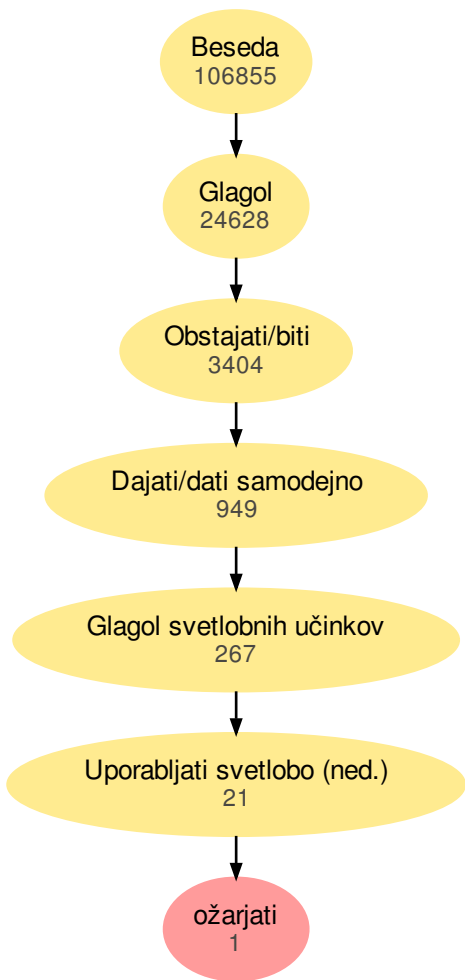 Beseda
106855
Glagol
24628
Obstajati/biti
3404
Dajati/dati samodejno
949
Glagol svetlobnih učinkov
267
Uporabljati svetlobo (ned.)
21
ožarjati
1